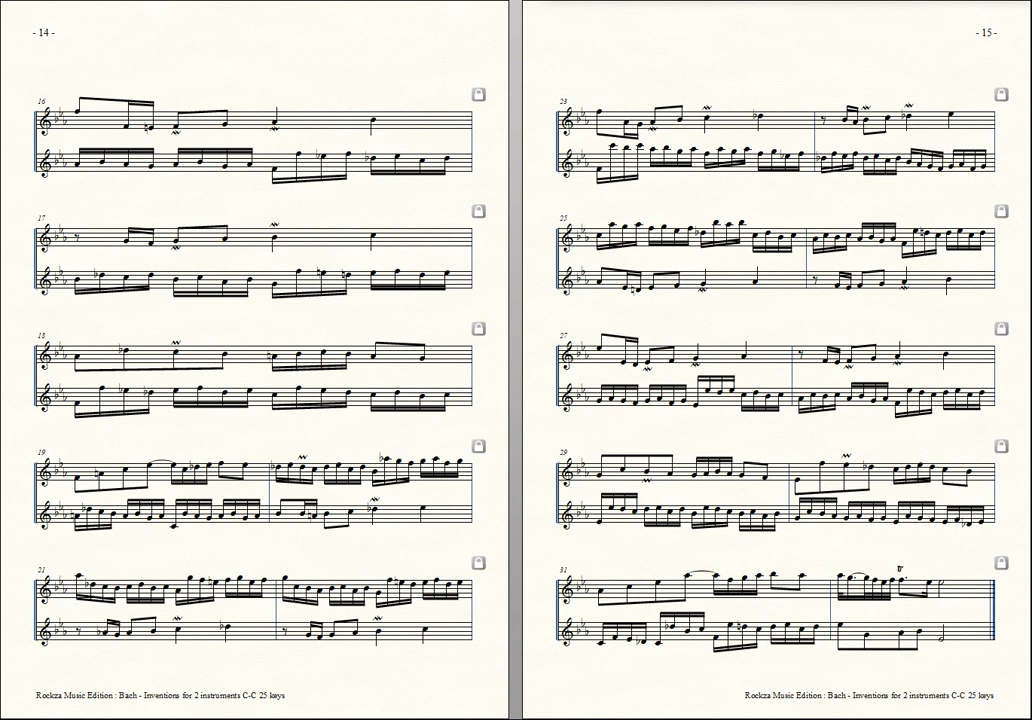 - 14 -
16
17
18
19
21
Rockza Music Edition : Bach - Inventions for 2 instruments C-C 25 keys
- 15 -
23
25
27
29
31
tr
Rockza Music Edition : Bach - Inventions for 2 instruments C-C 25 keys